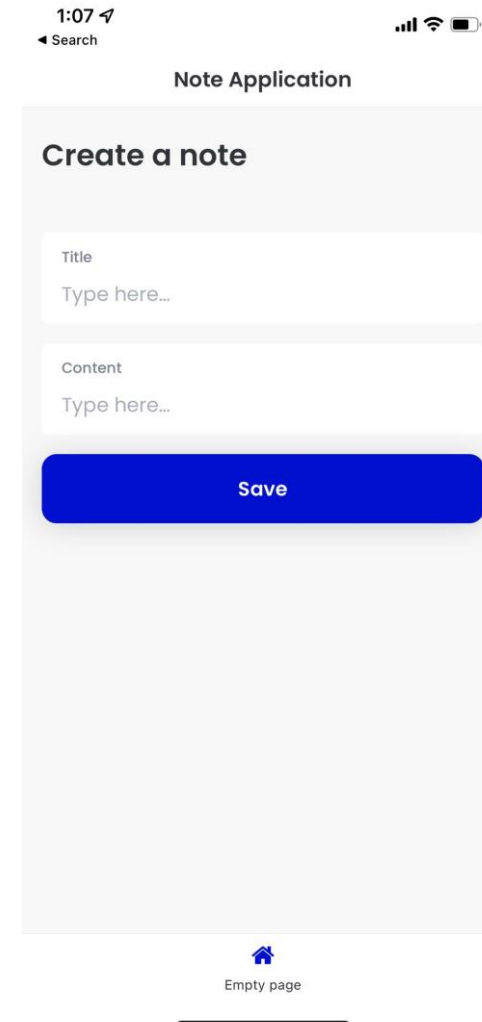 1:07
◀ Search
Note Application
Create a note
Title
Type here...
Content
Type here...
Save
Empty page